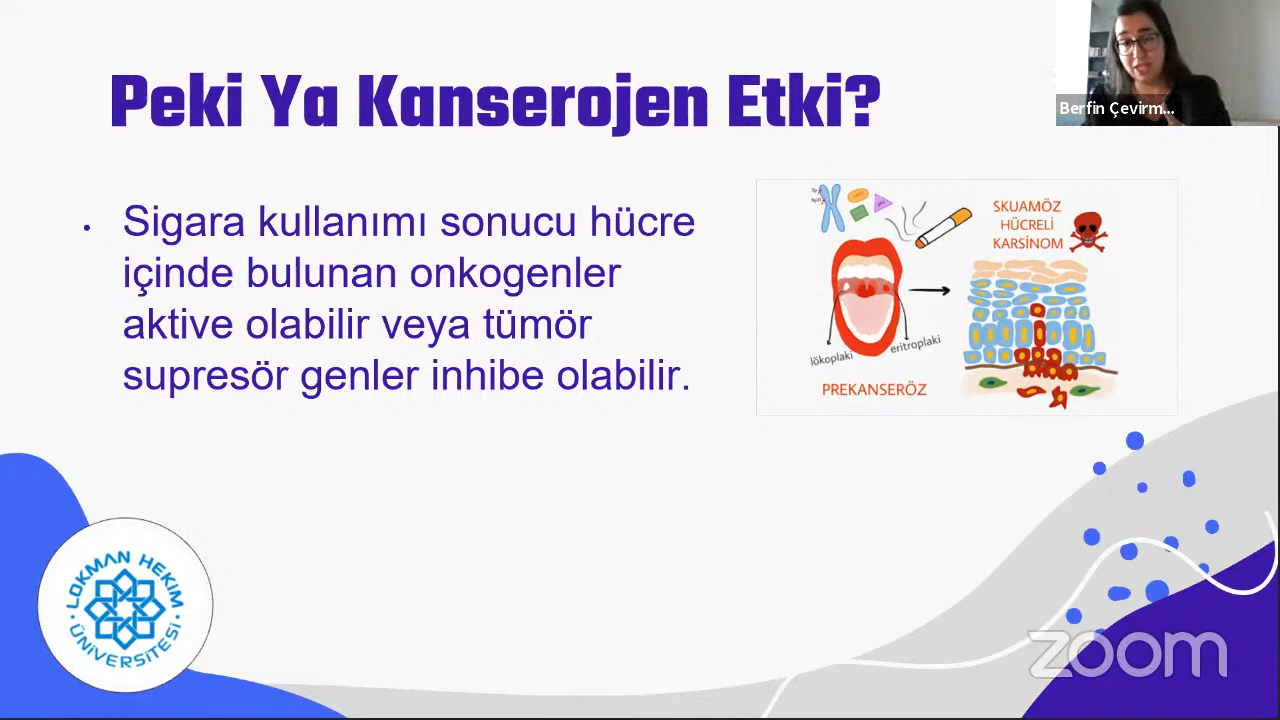 Peki Ya Kanserojen Etki?
Berfin Çevirm...
• Sigara kullanımı sonucu hücre
içinde bulunan onkogenler
aktive olabilir veya tümör
supresör genler inhibe olabilir.
SKUAMÖZ
HÜCRELİ
KARSİNOM
lökoplaki
eritroplaki
PREKANSERÖZ
LOKMAN HEKİM
ÜNİVERSİTESİ
zoom